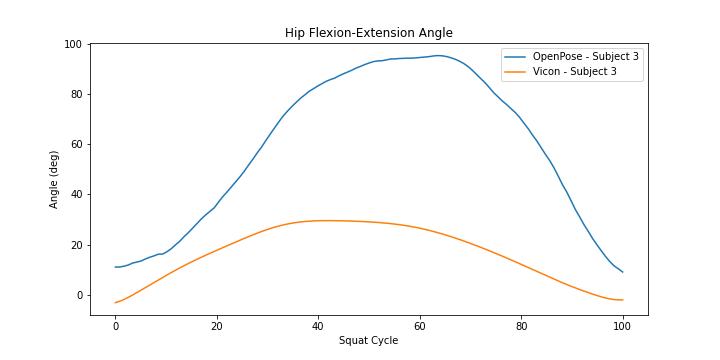 Hip Flexion-Extension Angle
OpenPose - Subject 3
Vicon - Subject 3
100
80
60
40
20
0
Angle (deg)
0 20 40 60 80 100
Squat Cycle